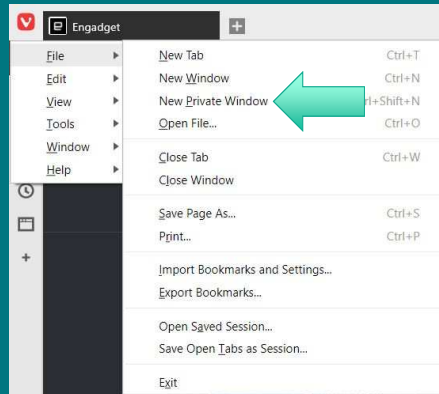 Engadget
File
Edit
View
Tools
Window
Help
New Tab Ctrl+T
New Window Ctrl+N
New Private Window rl+Shift+N
Open File... Ctrl+O
Close Tab Ctrl+W
Close Window
Save Page As... Ctrl+S
Print... Ctrl+P
Import Bookmarks and Settings...
Export Bookmarks...
Open Saved Session...
Save Open Tabs as Session...
Exit